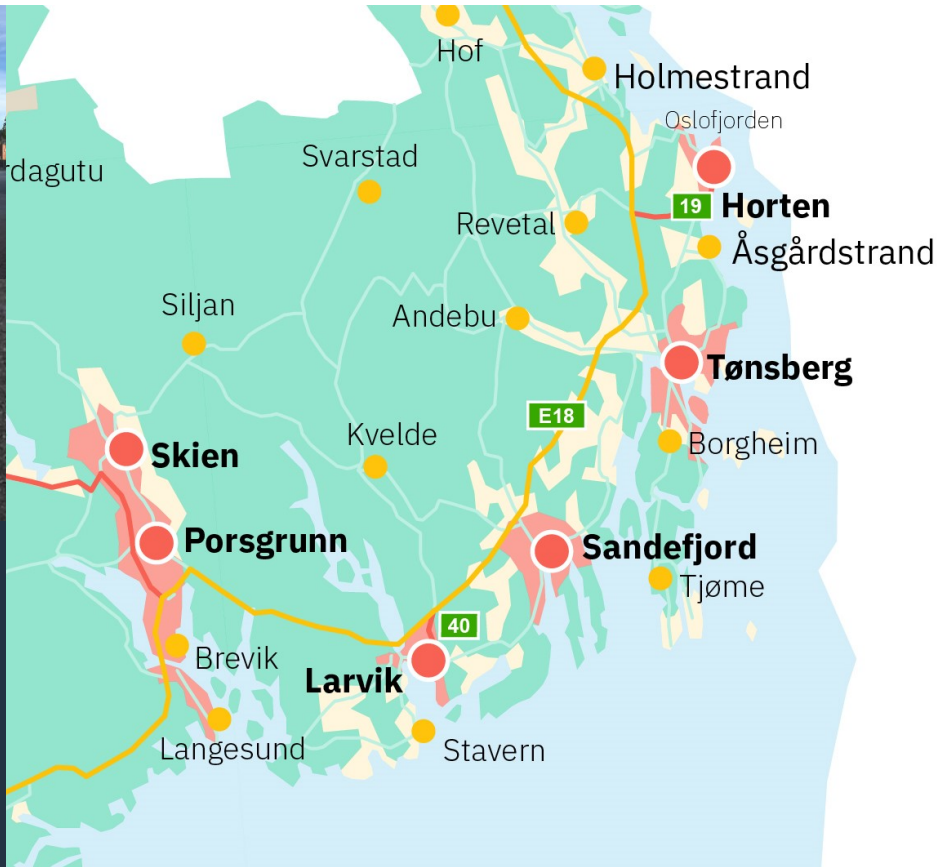 Hof
Holmestrand
Oslofjorden
Svarstad
rdagutu
19
Horten
Revetal
Åsgårdstrand
Siljan
Andebu
Tønsberg
E18
Kvelde
Borgheim
Skien
Porsgrunn
Sandefjord
Tjøme
40
Brevik
Larvik
Langesund
Stavern